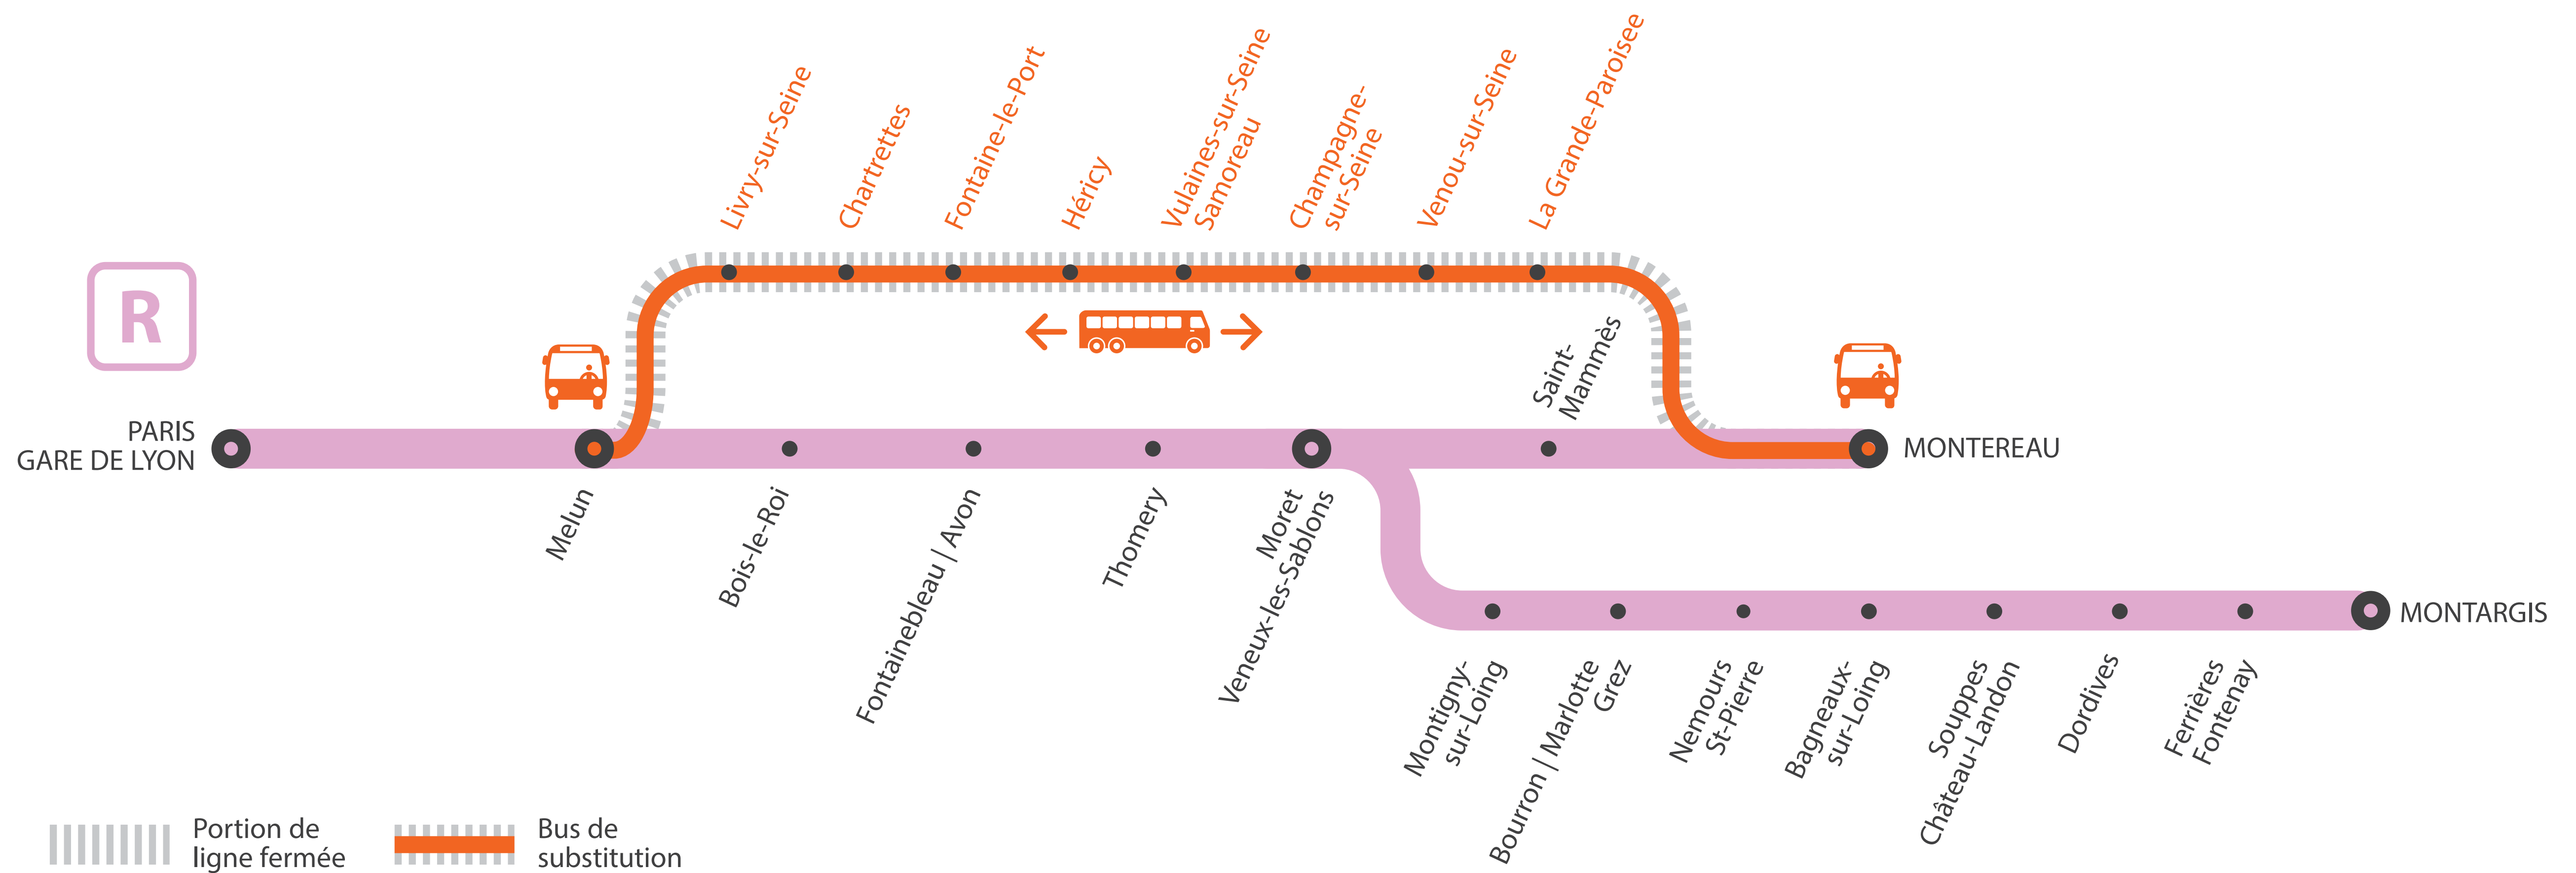 Livry-sur-Seine
Chartrettes
Fontaine-le-Port
Héricy
Vulaines-sur-Seine
Samoreau
Champagne-
sur-Seine
Venou-sur-Seine
La Grande-Paroisee
R
PARIS
GARE DE LYON
Saint-
Mammès
MONTEREAU
Melun
Bois-le-Roi
Fontainebleau | Avon
Thomery
Moret
Veneux-les-Sablons
MONTARGIS
Montigny-
sur-Loing
Bourron | Marlotte
Grez
Nemours
St-Pierre
Bagneaux-
sur-Loing
Souppes
Château-Landon
Dordives
Ferrières
Fontenay
Portion de
ligne fermée
Bus de
substitution